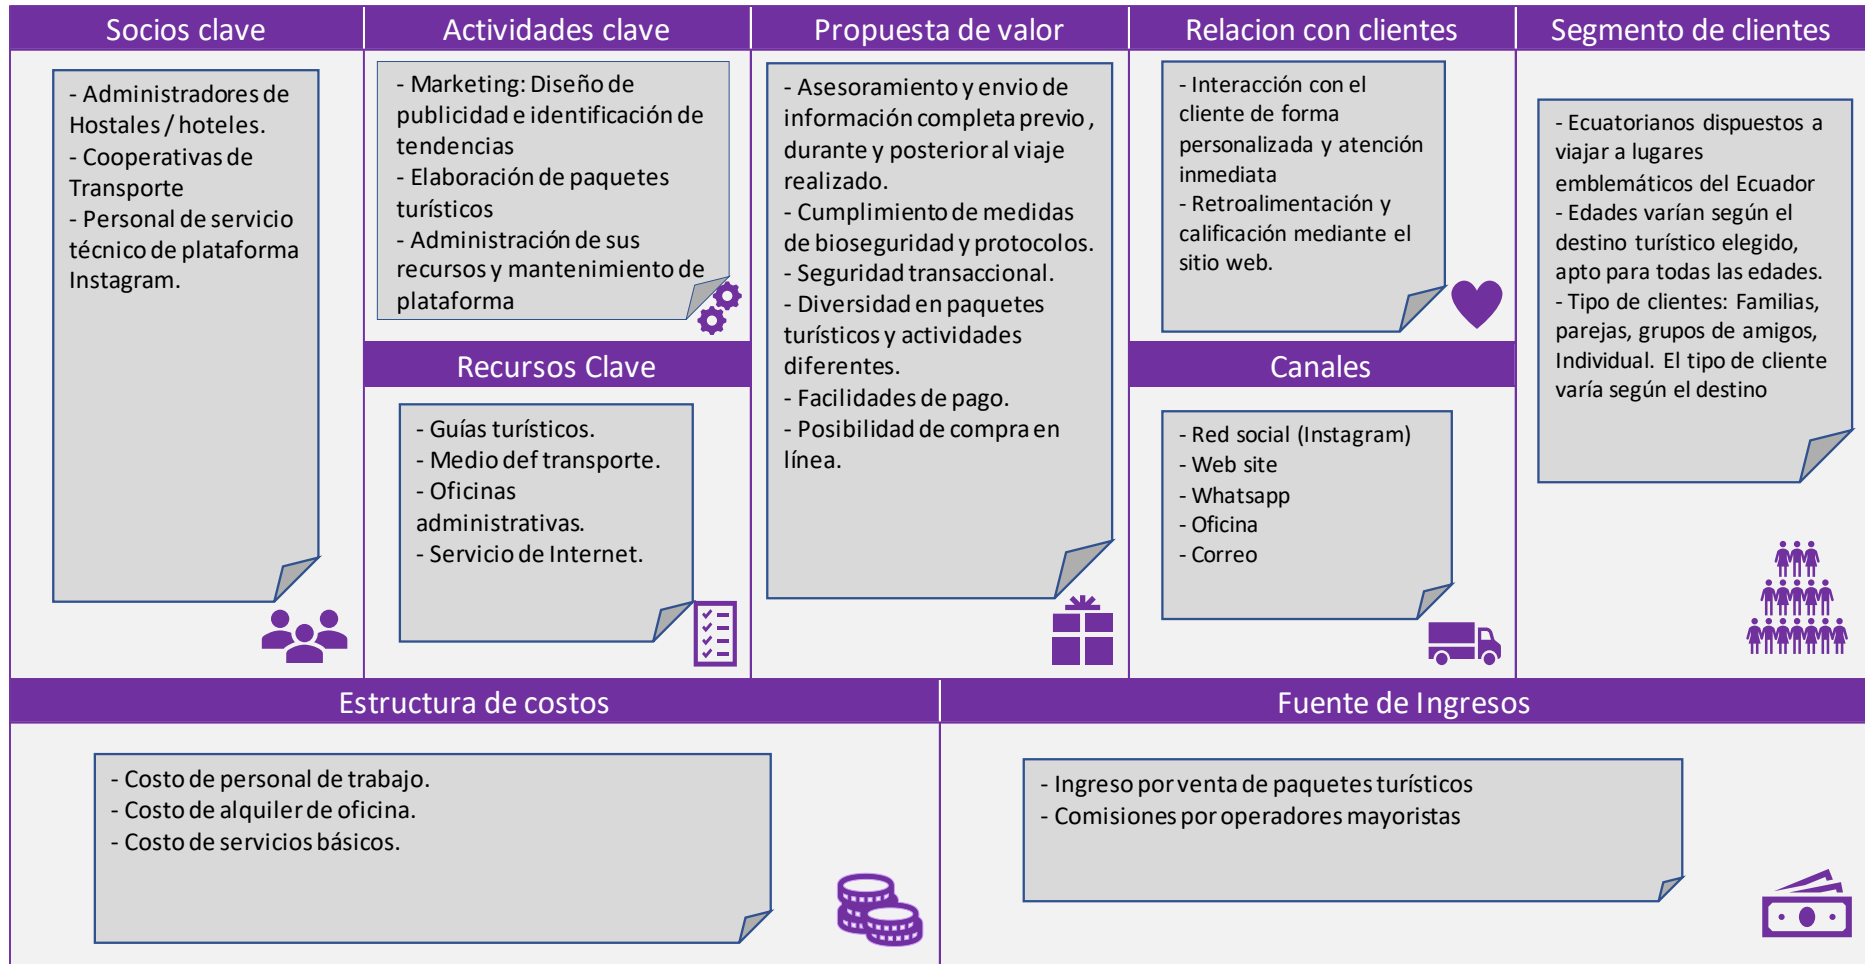 Socios clave
- Administradores de
Hostales / hoteles.
- Cooperativas de
Transporte
- Personal de servicio
técnico de plataforma
Instagram.
Actividades clave
- Marketing: Diseño de
publicidad e identificación de
tendencias
- Elaboración de paquetes
turísticos
- Administración de sus
recursos y mantenimiento de
plataforma
Recursos Clave
- Guías turísticos.
- Medio def transporte.
- Oficinas
administrativas.
- Servicio de Internet.
Propuesta de valor
- Asesoramiento y envio de
información completa previo ,
durante y posterior al viaje
realizado.
- Cumplimiento de medidas
de bioseguridad y protocolos.
- Seguridad transaccional.
- Diversidad en paquetes
turísticos y actividades
diferentes.
- Facilidades de pago.
- Posibilidad de compra en
línea.
Relacion con clientes
- Interacción con el
cliente de forma
personalizada y atención
inmediata
- Retroalimentación y
calificación mediante el
sitio web.
Canales
- Red social (Instagram)
- Web site
- Whatsapp
- Oficina
- Correo
Segmento de clientes
- Ecuatorianos dispuestos a
viajar a lugares
emblemáticos del Ecuador
- Edades varían según el
destino turístico elegido,
apto para todas las edades.
- Tipo de clientes: Familias,
parejas, grupos de amigos,
Individual. El tipo de cliente
varía según el destino
Estructura de costos
- Costo de personal de trabajo.
- Costo de alquiler de oficina.
- Costo de servicios básicos.
Fuente de Ingresos
- Ingreso por venta de paquetes turísticos
- Comisiones por operadores mayoristas